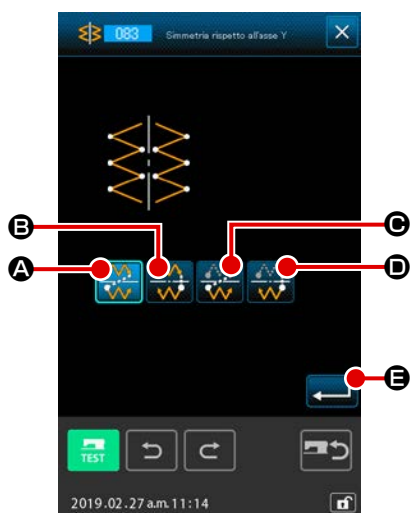 083 Simmetria rispetto all'asse Y
B
C
A
D
E
TEST
2019.02.27 a.m. 11:14